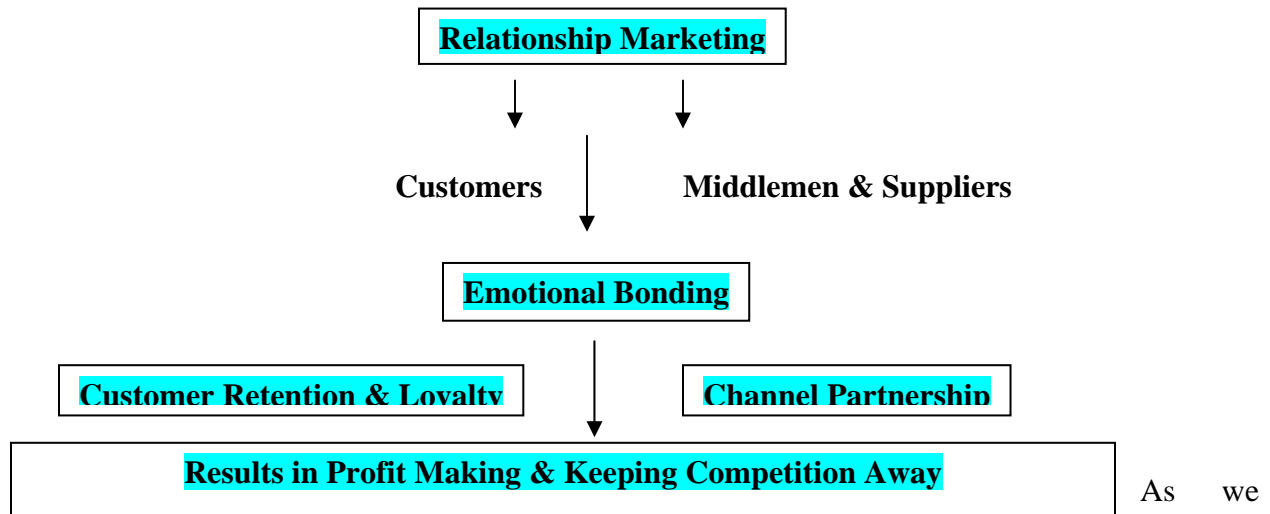 Relationship Marketing
Customers Middlemen & Suppliers
Emotional Bonding
Customer Retention & Loyalty Channel Partnership
Results in Profit Making & Keeping Competition Away
As we